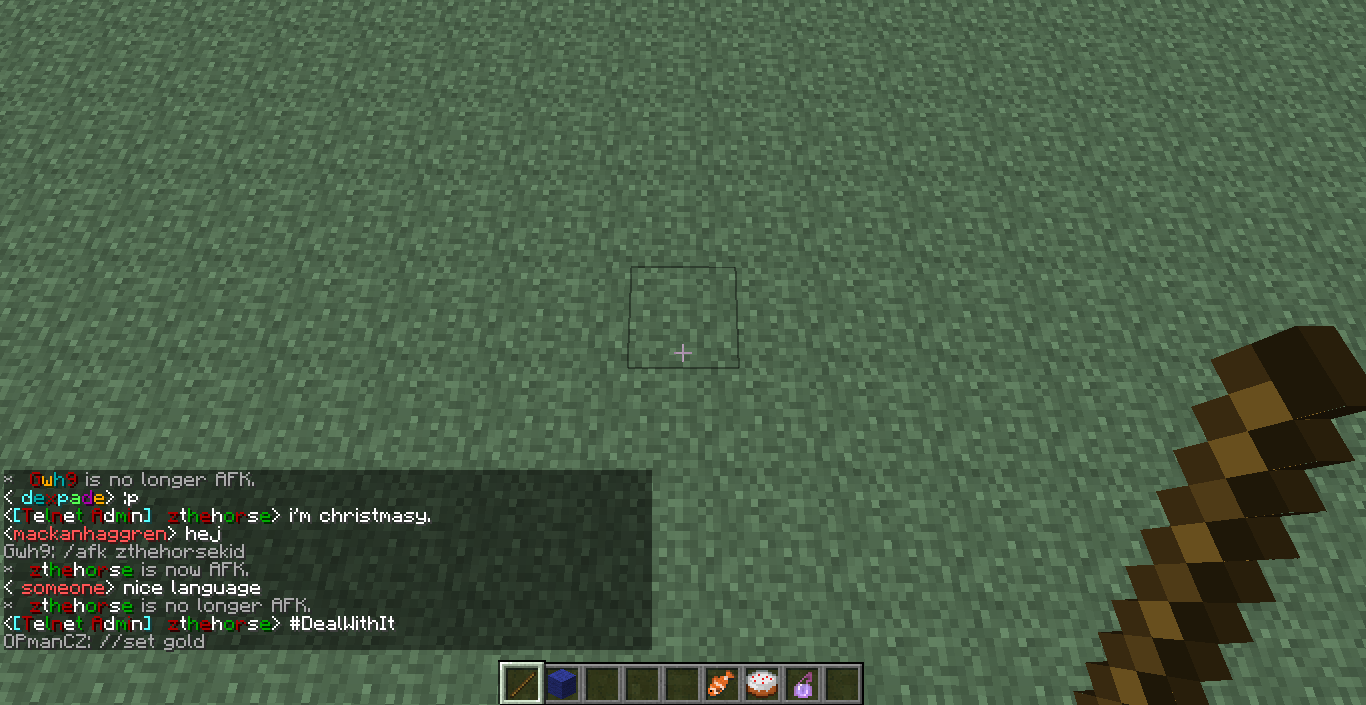 * Gwh9 is no longer AFK.
< dexpade> :p
<[Telnet Admin] zthehorse> i'm christmasy.
<mackanhaggren> hej
Gwh9: /afk zthehorsekid
* zthehorse is now AFK.
< someone> nice language
* zthehorse is no longer AFK.
<[Telnet Admin] zthehorse> #DealWithIt
OPmanCZ: //set gold